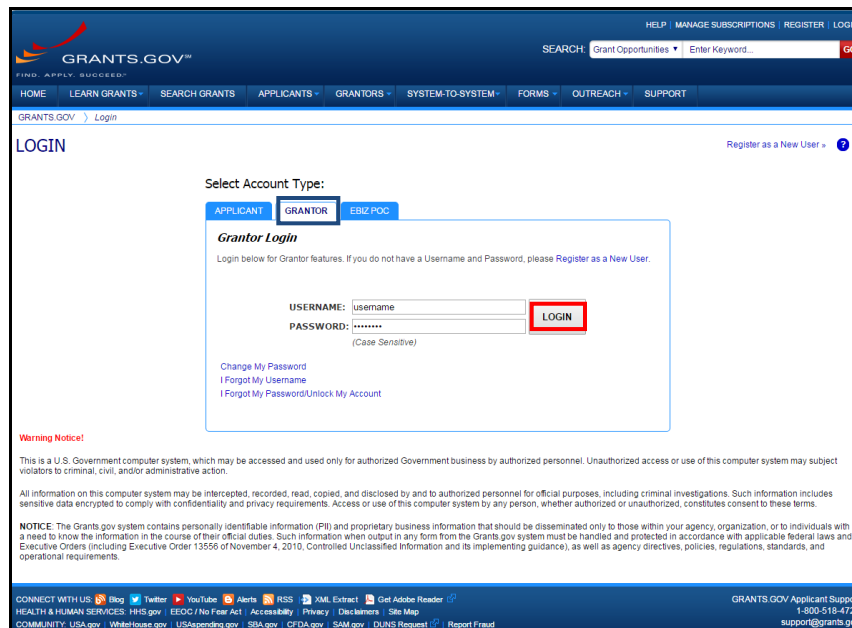 HELP | MANAGE SUBSCRIPTIONS | REGISTER | LOGI
GRANTS.GOV℠
SEARCH: Grant Opportunities ▼ Enter Keyword... GO
FIND. APPLY. SUCCEED.℠
HOME LEARN GRANTS SEARCH GRANTS APPLICANTS GRANTORS SYSTEM-TO-SYSTEM FORMS OUTREACH SUPPORT
GRANTS.GOV 〉 Login
LOGIN
Register as a New User » ?
Select Account Type:
APPLICANT GRANTOR EBIZ POC
Grantor Login
Login below for Grantor features. If you do not have a Username and Password, please Register as a New User.
USERNAME: username
LOGIN
PASSWORD: ••••••••
(Case Sensitive)
Change My Password
I Forgot My Username
I Forgot My Password/Unlock My Account
Warning Notice!
This is a U.S. Government computer system, which may be accessed and used only for authorized Government business by authorized personnel. Unauthorized access or use of this computer system may subject
violators to criminal, civil, and/or administrative action.
All information on this computer system may be intercepted, recorded, read, copied, and disclosed by and to authorized personnel for official purposes, including criminal investigations. Such information includes
sensitive data encrypted to comply with confidentiality and privacy requirements. Access or use of this computer system by any person, whether authorized or unauthorized, constitutes consent to these terms.
NOTICE: The Grants.gov system contains personally identifiable information (PII) and proprietary business information that should be disseminated only to those within your agency, organization, or to individuals with
a need to know the information in the course of their official duties. Such information when output in any form from the Grants.gov system must be handled and protected in accordance with applicable federal laws and
Executive Orders (including Executive Order 13556 of November 4, 2010, Controlled Unclassified Information and its implementing guidance), as well as agency directives, policies, regulations, standards, and
operational requirements.
CONNECT WITH US: Blog Twitter YouTube Alerts RSS XML Extract Get Adobe Reader
GRANTS.GOV Applicant Suppo
HEALTH & HUMAN SERVICES: HHS.gov | EEOC / No Fear Act | Accessibility | Privacy | Disclaimers | Site Map
1-800-518-472
COMMUNITY: USA.gov | WhiteHouse.gov | USAspending.gov | SBA.gov | CFDA.gov | SAM.gov | DUNS Request | Report Fraud
support@grants.go